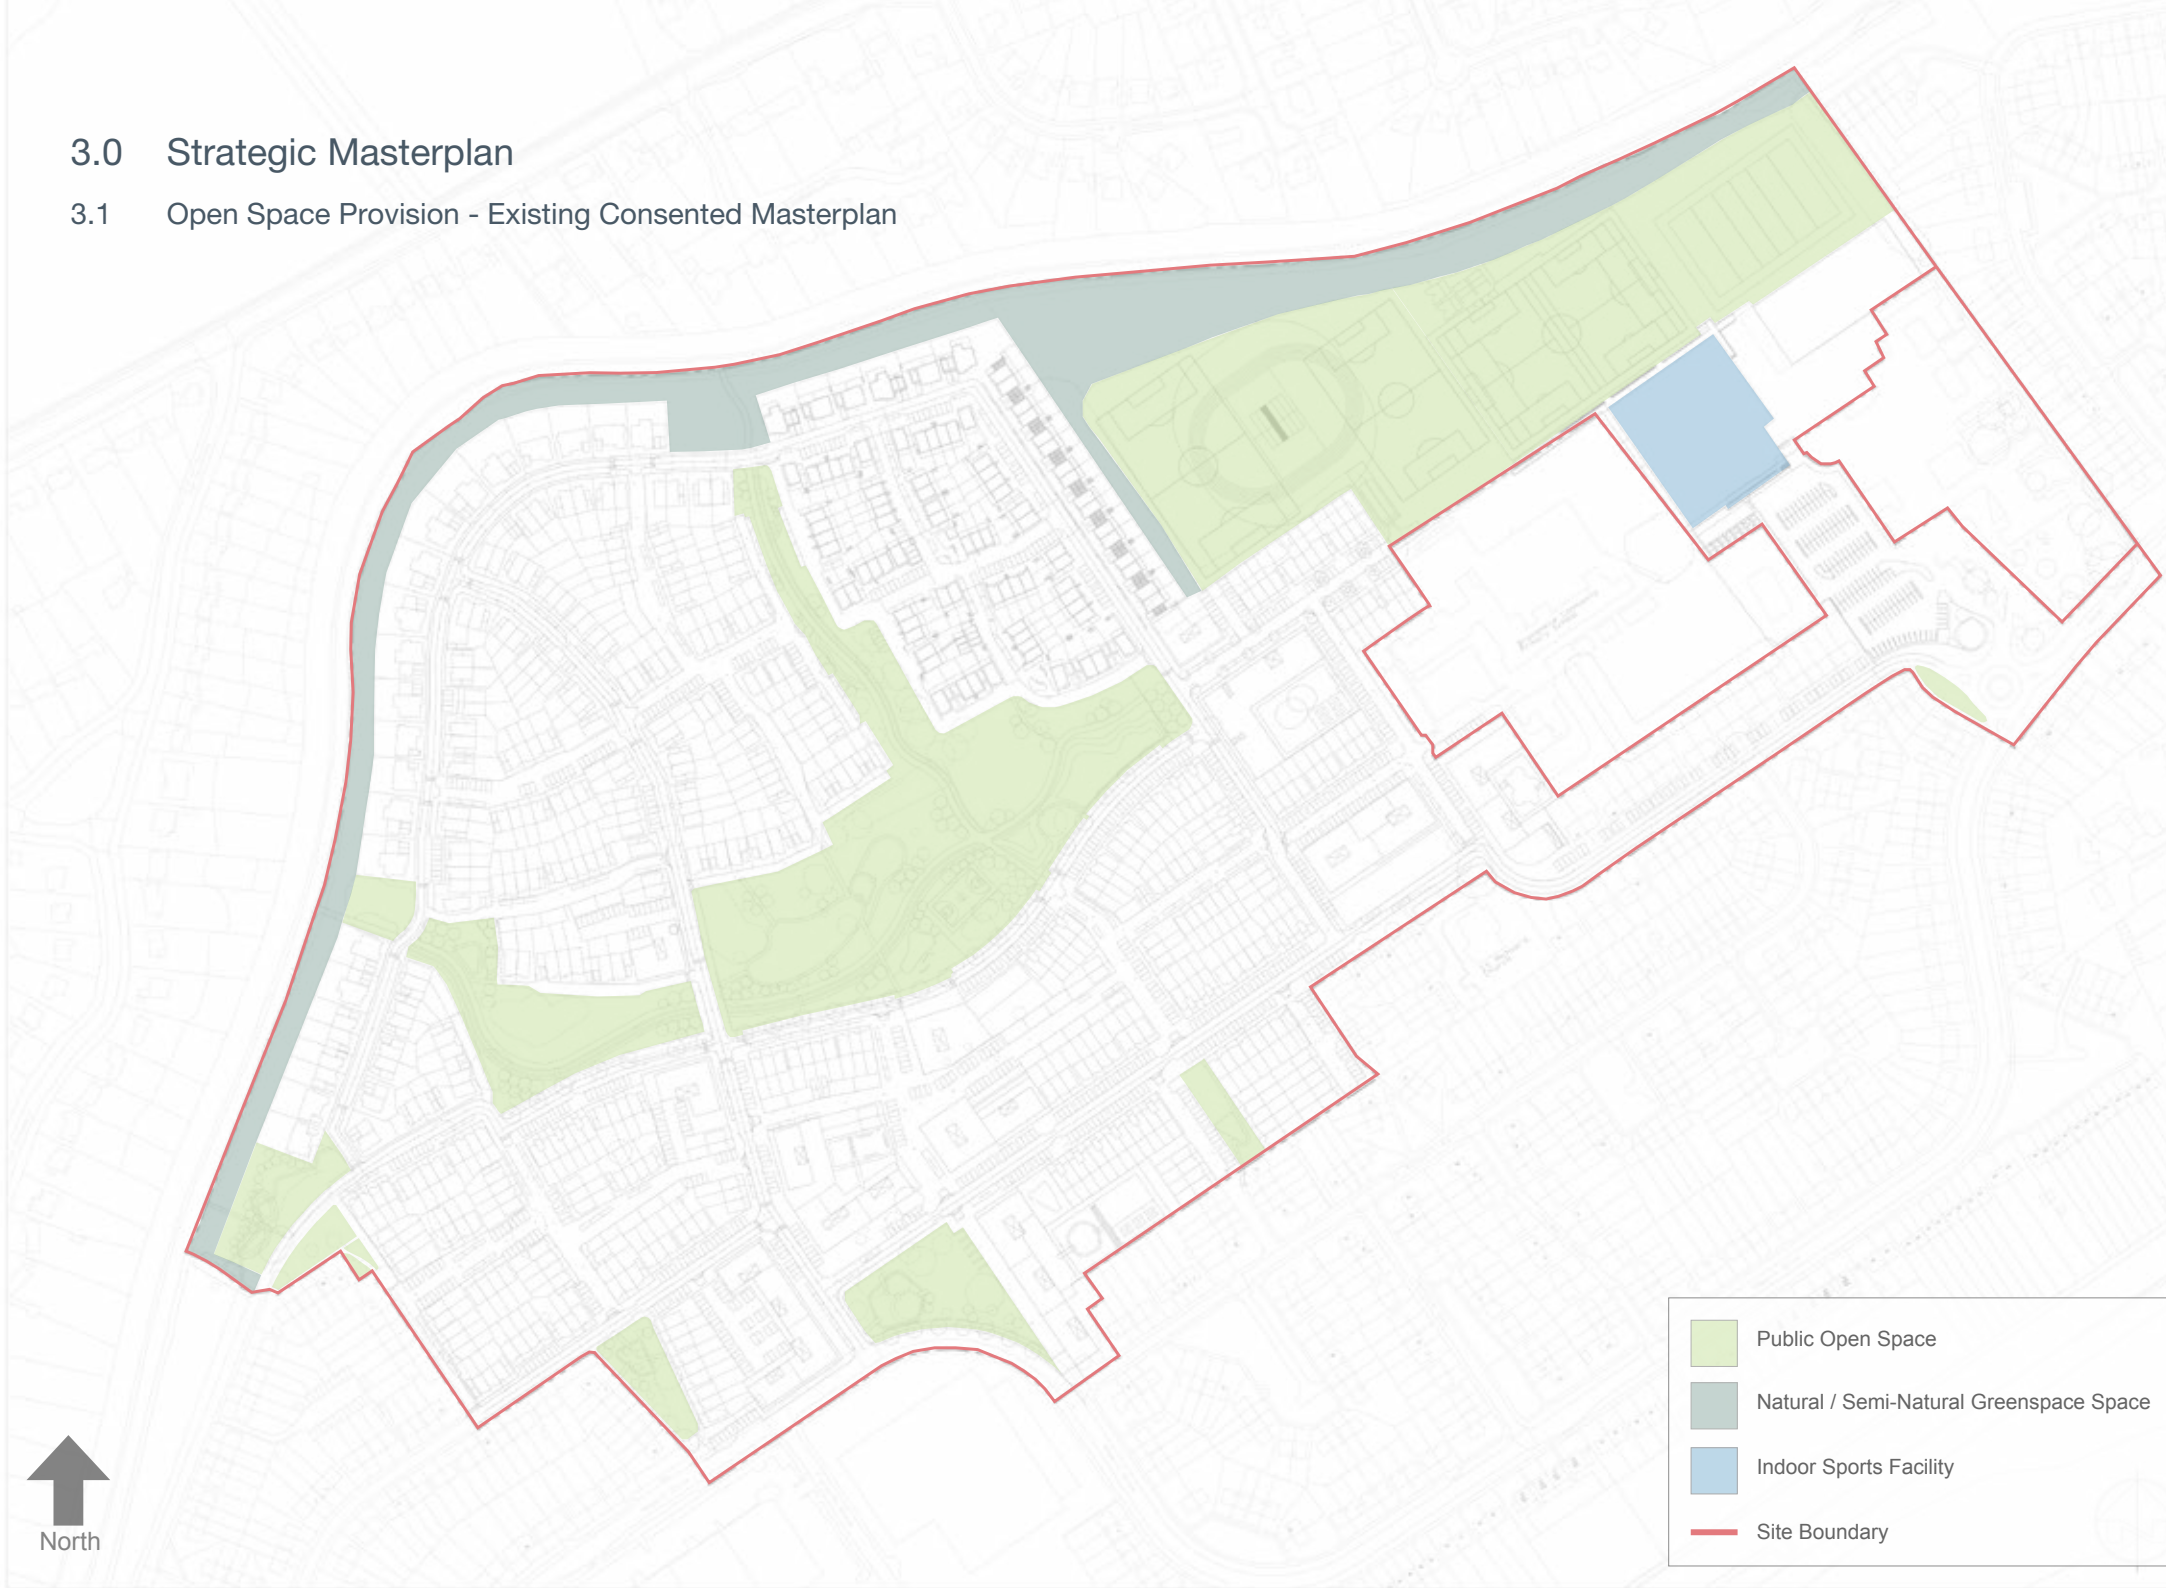 3.0 Strategic Masterplan
3.1 Open Space Provision - Existing Consented Masterplan
Public Open Space
Natural / Semi-Natural Greenspace Space
Indoor Sports Facility
Site Boundary
North